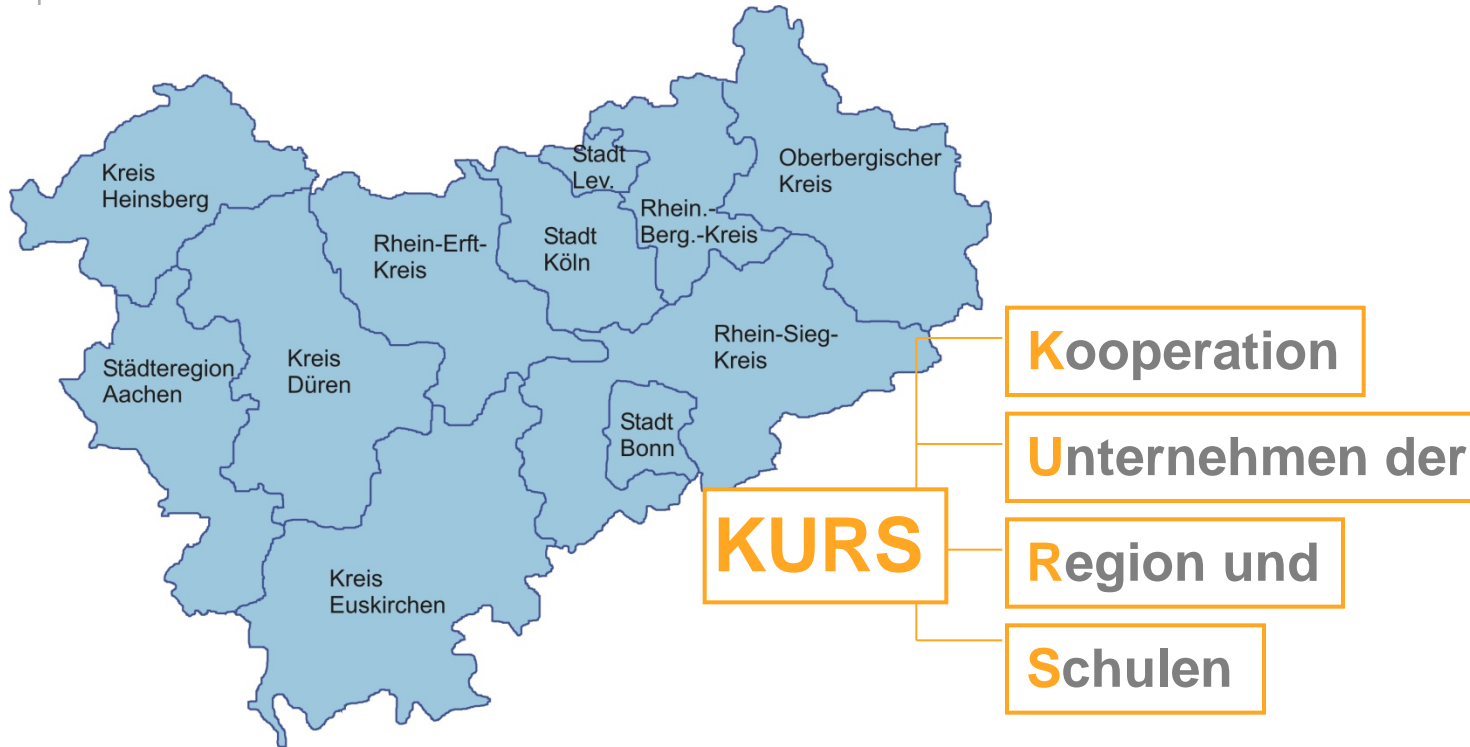 Stadt
Lev.
Oberbergischer
Kreis
Kreis
Heinsberg
Rhein.-
Berg.-Kreis
Rhein-Erft-
Kreis
Stadt
Köln
Rhein-Sieg-
Kreis
Städteregion
Aachen
Kreis
Düren
Stadt
Bonn
Kreis
Euskirchen
KURS
Kooperation
Unternehmen der
Region und
Schulen